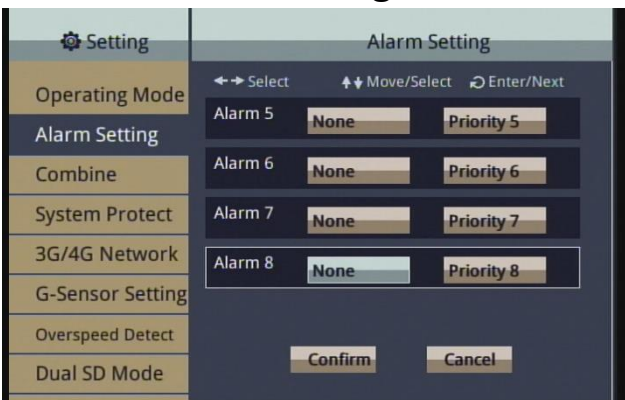 Setting
Alarm Setting
Select Move/Select Enter/Next
Operating Mode
Alarm Setting
Combine
System Protect
3G/4G Network
G-Sensor Setting
Overspeed Detect
Dual SD Mode
Alarm 5 None Priority 5
Alarm 6 None Priority 6
Alarm 7 None Priority 7
Alarm 8 None Priority 8
Confirm Cancel